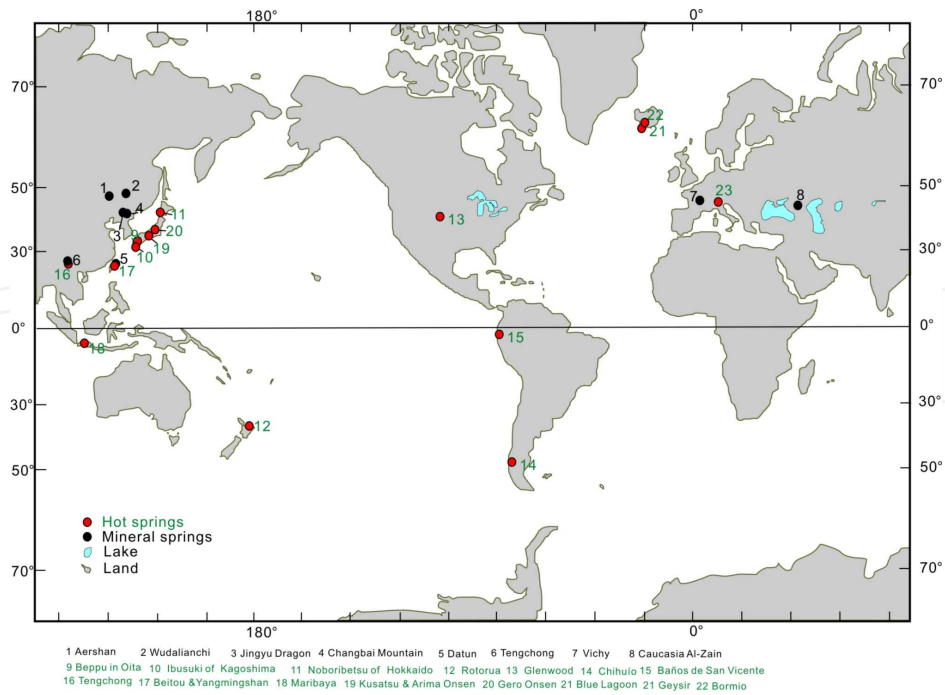 180° 0°
70° 70°
22
21
50° 1 2 50°
7 23 8
3 4 11 13
9 20
19
30° 10 30°
16 6 5
17
0° 0°
18 15
30° 30°
12
50° 14 50°
Hot springs
Mineral springs
Lake
Land
70° 70°
180° 0°
1 Aershan 2 Wudalianchi 3 Jingyu Dragon 4 Changbai Mountain 5 Datun 6 Tengchong 7 Vichy 8 Caucasia Al-Zain
9 Beppu in Oita 10 Ibusuki of Kagoshima 11 Noboribetsu of Hokkaido 12 Rotorua 13 Glenwood 14 Chihuio 15 Baños de San Vicente
16 Tengchong 17 Beitou &Yangmingshan 18 Maribaya 19 Kusatsu & Arima Onsen 20 Gero Onsen 21 Blue Lagoon 21 Geysir 22 Bormio